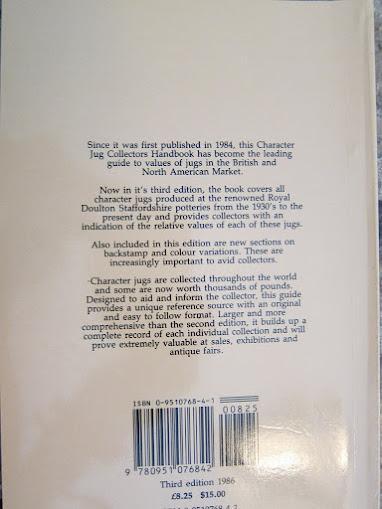 Since it was first published in 1984, this Character
Jug Collectors Handbook has become the leading
guide to values of jugs in the British and
North American Market.
Now in it's third edition, the book covers all
character jugs produced at the renowned Royal
Doulton Staffordshire potteries from the 1930's to the
present day and provides collectors with an
indication of the relative values of each of these jugs.
Also included in this edition are new sections on
backstamp and colour variations. These are
increasingly important to avid collectors.
Character jugs are collected throughout the world
and some are now worth thousands of pounds.
Designed to aid and inform the collector, this guide
provides a unique reference source with an original
and easy to follow format. Larger and more
comprehensive than the second edition, it builds up a
complete record of each individual collection and will
prove extremely valuable at sales, exhibitions and
antique fairs.
ISBN 0-9510768-4-1
00825
9 780951 076842
Third edition 1986
£8.25 $15.00